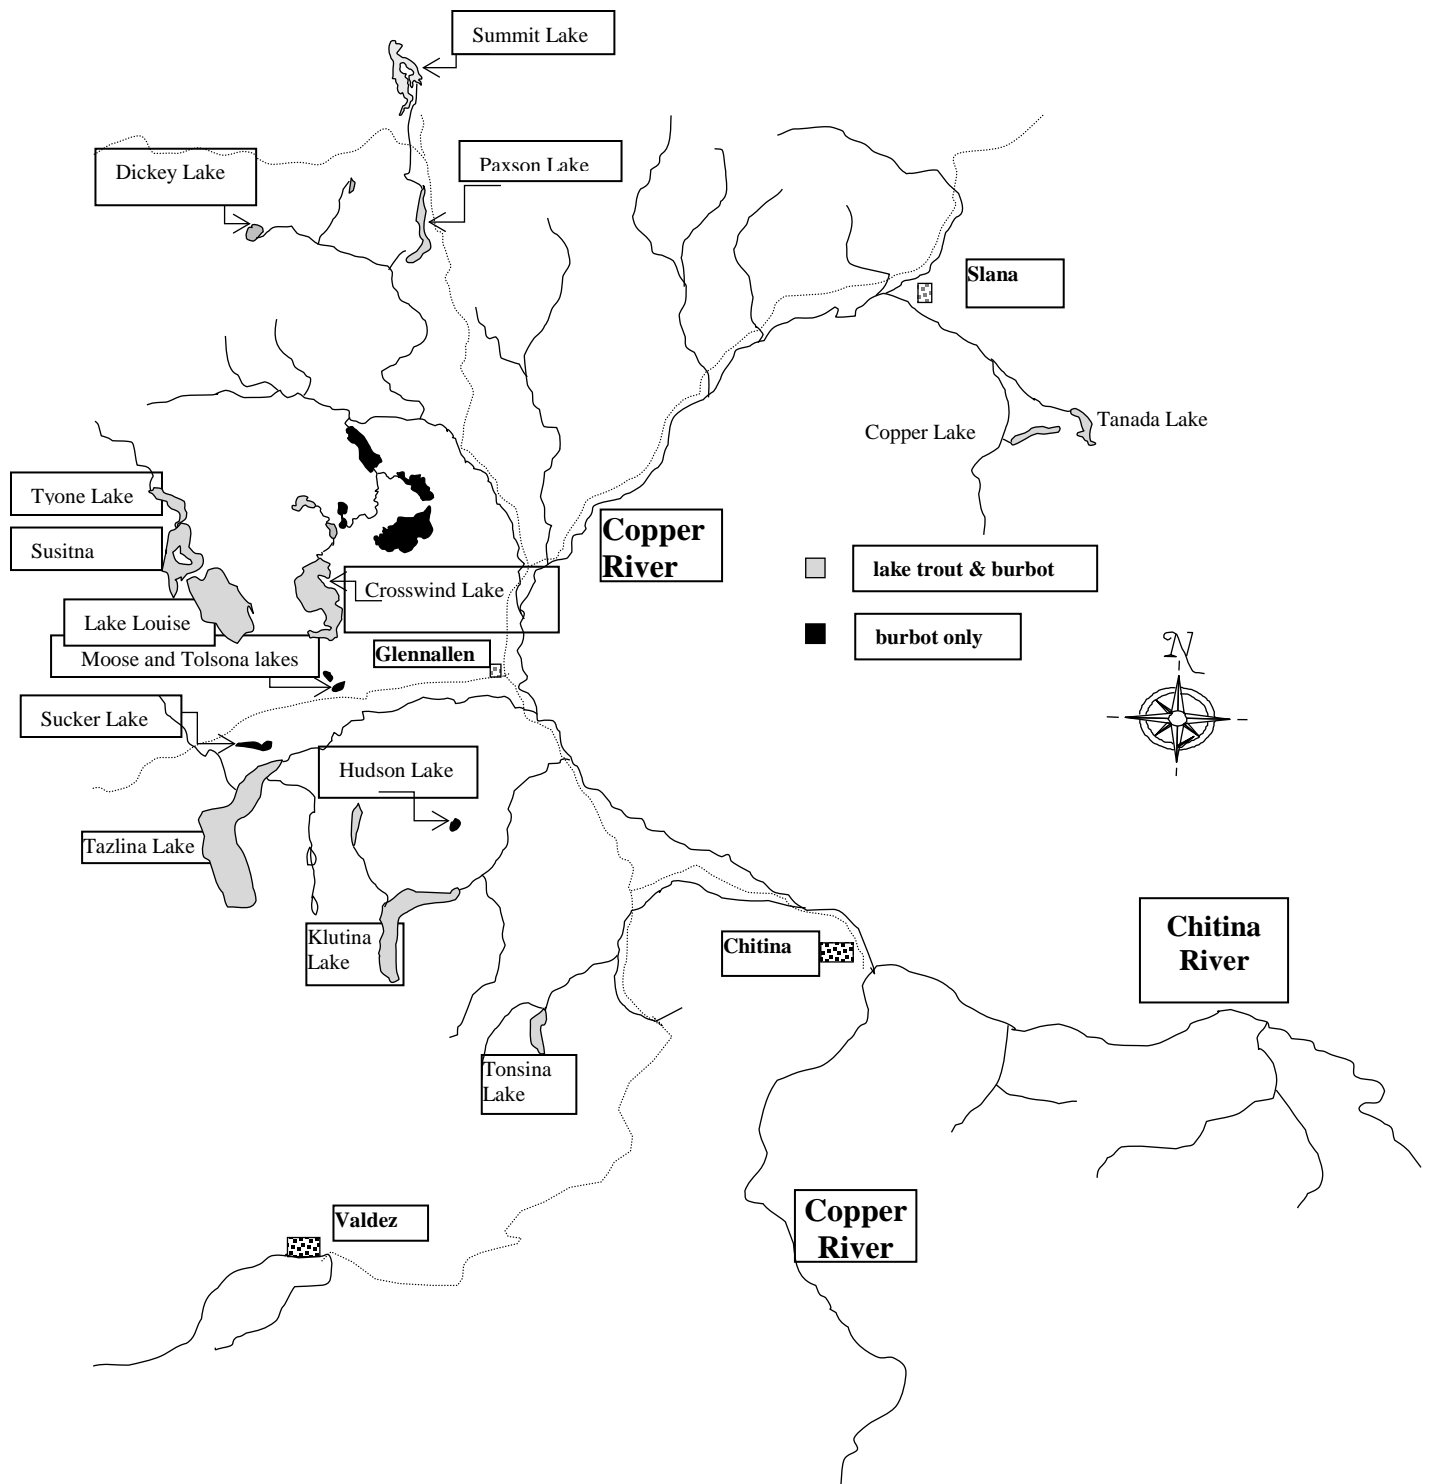 Summit Lake
Dickey Lake
Paxson Lake
Slana
Copper Lake
Tanada Lake
Tyone Lake
Susitna
Copper
River
lake trout & burbot
Crosswind Lake
Lake Louise
burbot only
Glennallen
Moose and Tolsona lakes
N
Sucker Lake
Hudson Lake
Tazlina Lake
Klutina
Lake
Chitina
Chitina
River
Tonsina
Lake
Copper
River
Valdez